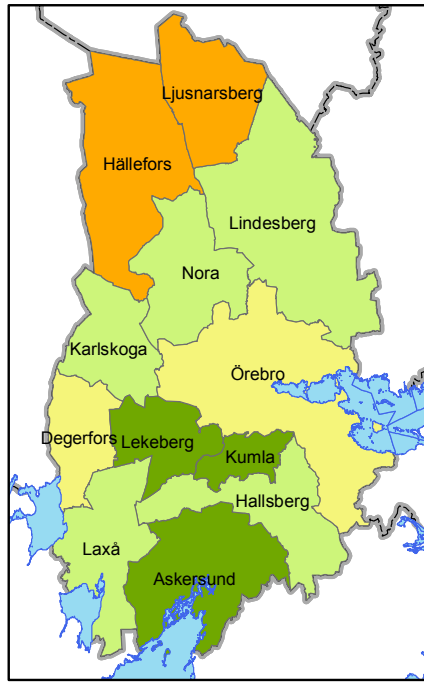 Ljusnarsberg
Hällefors
Lindesberg
Nora
Karlskoga
Örebro
Degerfors
Lekeberg
Kumla
Hallsberg
Laxå
Askersund